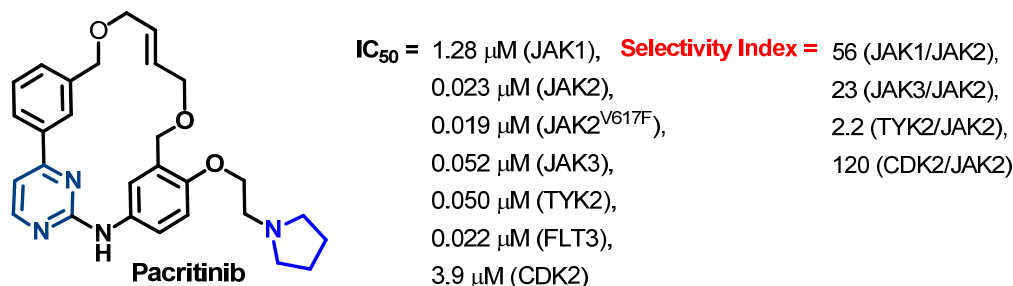 O
O
O
N
N
N
H
N
Pacritinib
IC50 = 1.28 μM (JAK1),
0.023 μM (JAK2),
0.019 μM (JAK2V617F),
0.052 μM (JAK3),
0.050 μM (TYK2),
0.022 μM (FLT3),
3.9 μM (CDK2)
Selectivity Index = 56 (JAK1/JAK2),
23 (JAK3/JAK2),
2.2 (TYK2/JAK2),
120 (CDK2/JAK2)